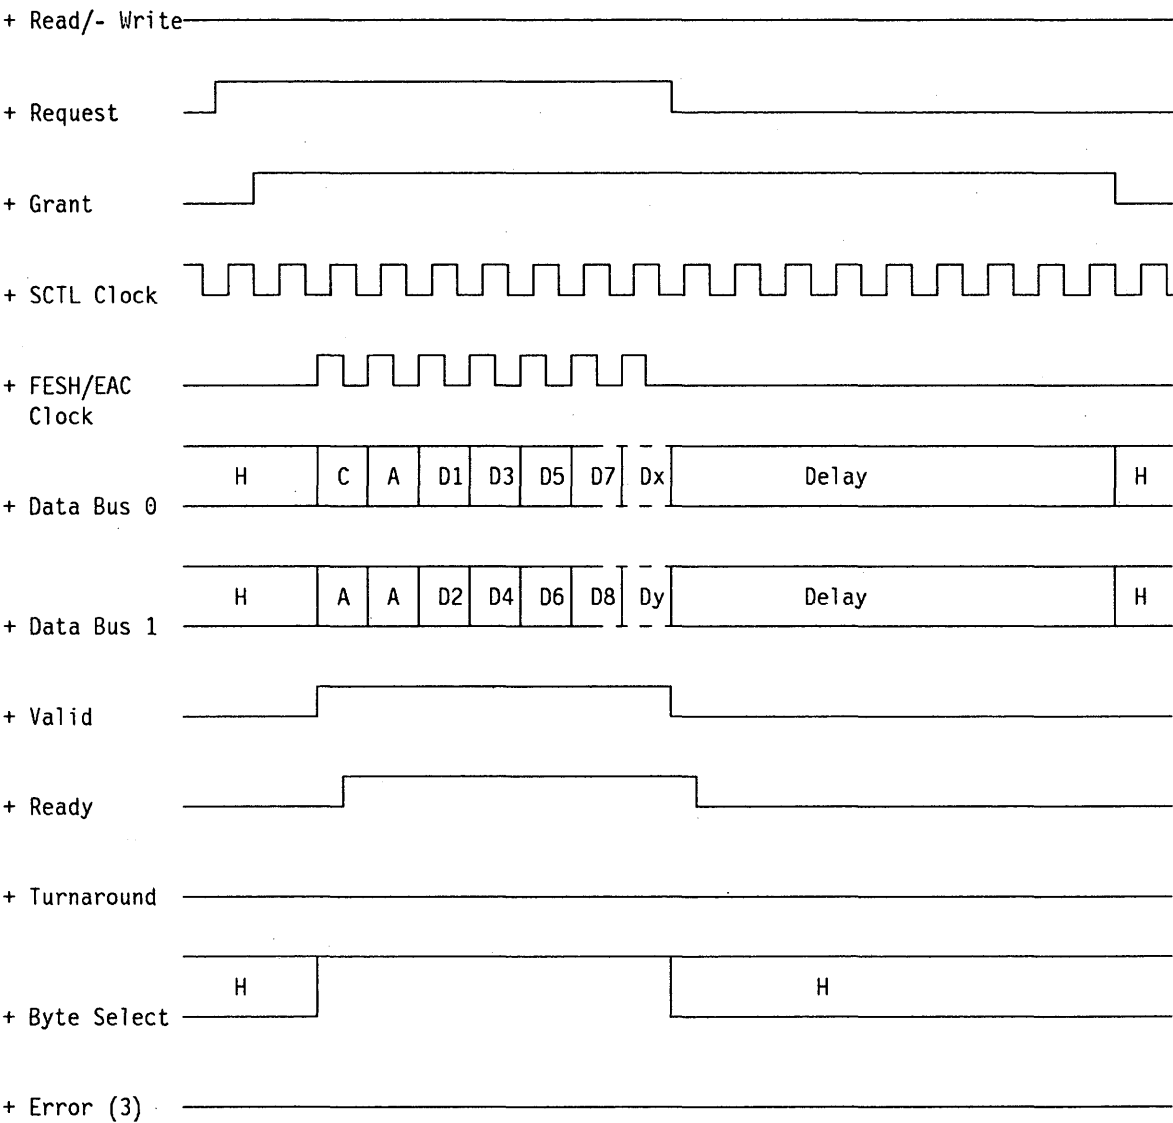 + Read/- Write
+ Request
+ Grant
+ SCTL Clock
+ FESH/EAC
Clock
H C A D1 D3 D5 D7 Dx Delay H
+ Data Bus 0
H A A D2 D4 D6 D8 Dy Delay H
+ Data Bus 1
+ Valid
+ Ready
+ Turnaround
H H
+ Byte Select
+ Error (3)